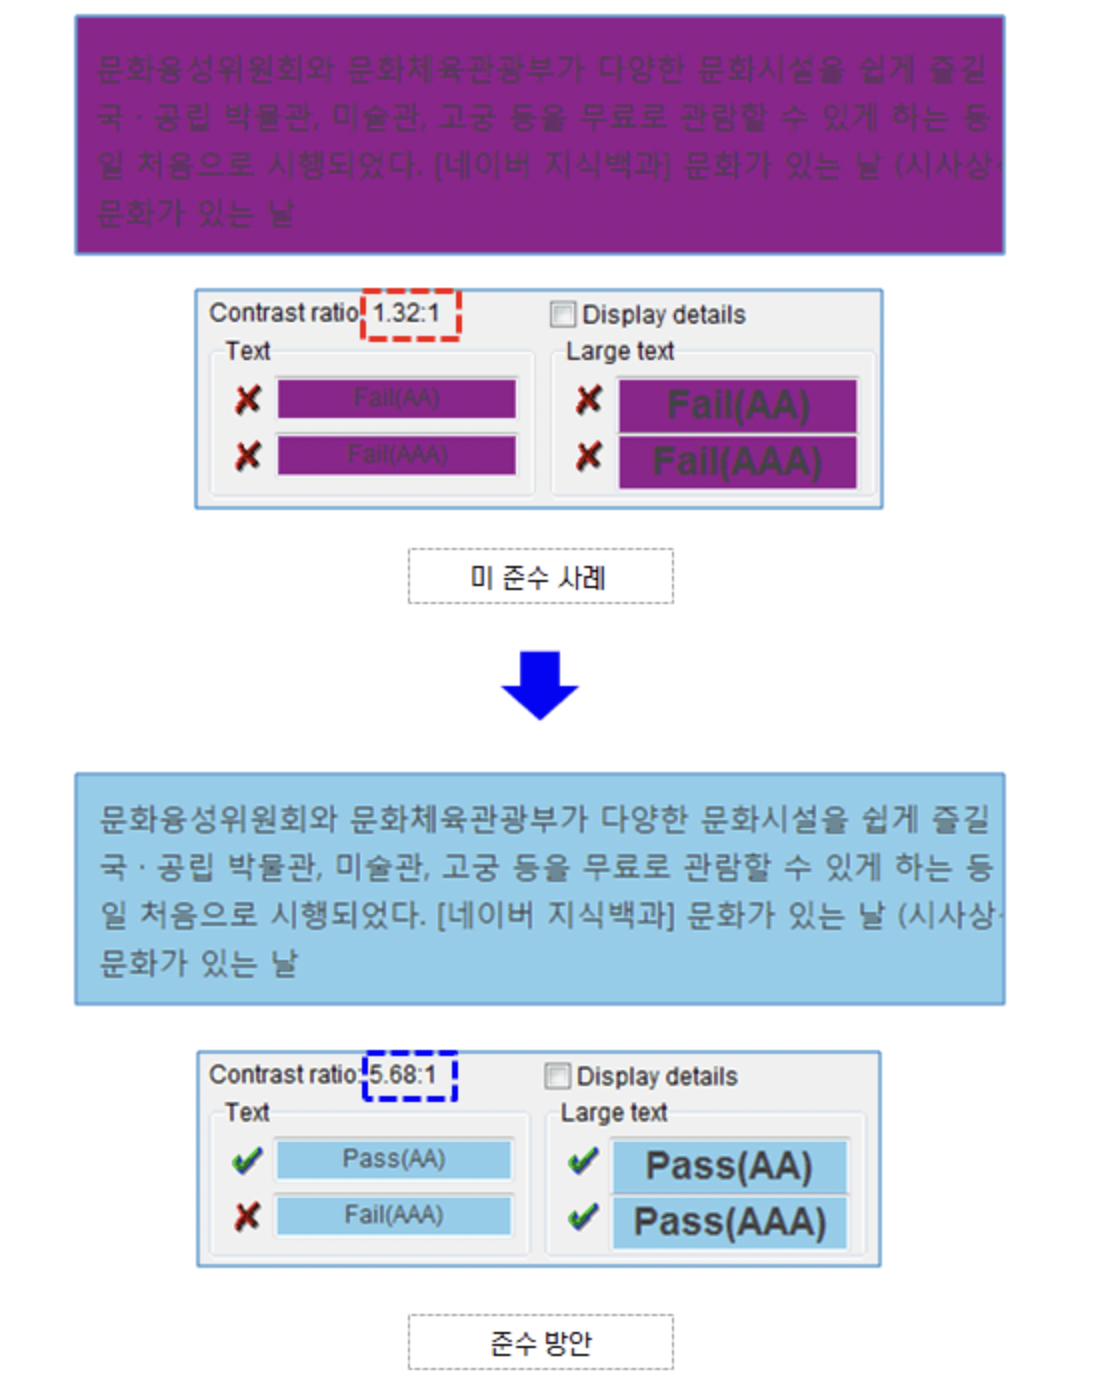 문화융성위원회와 문화체육관광부가 다양한 문화시설을 쉽게 즐길
국 · 공립 박물관, 미술관, 고궁 등을 무료로 관람할 수 있게 하는 등
일 처음으로 시행되었다. [네이버 지식백과] 문화가 있는 날 (시사상
문화가 있는 날
Contrast ratio: 1.32:1 Display details
Text Large text
Fail(AA) Fail(AA)
Fail(AAA) Fail(AAA)
미 준수 사례
문화융성위원회와 문화체육관광부가 다양한 문화시설을 쉽게 즐길
국 · 공립 박물관, 미술관, 고궁 등을 무료로 관람할 수 있게 하는 등
일 처음으로 시행되었다. [네이버 지식백과] 문화가 있는 날 (시사상
문화가 있는 날
Contrast ratio: 5.68:1 Display details
Text Large text
Pass(AA) Pass(AA)
Fail(AAA) Pass(AAA)
준수 방안